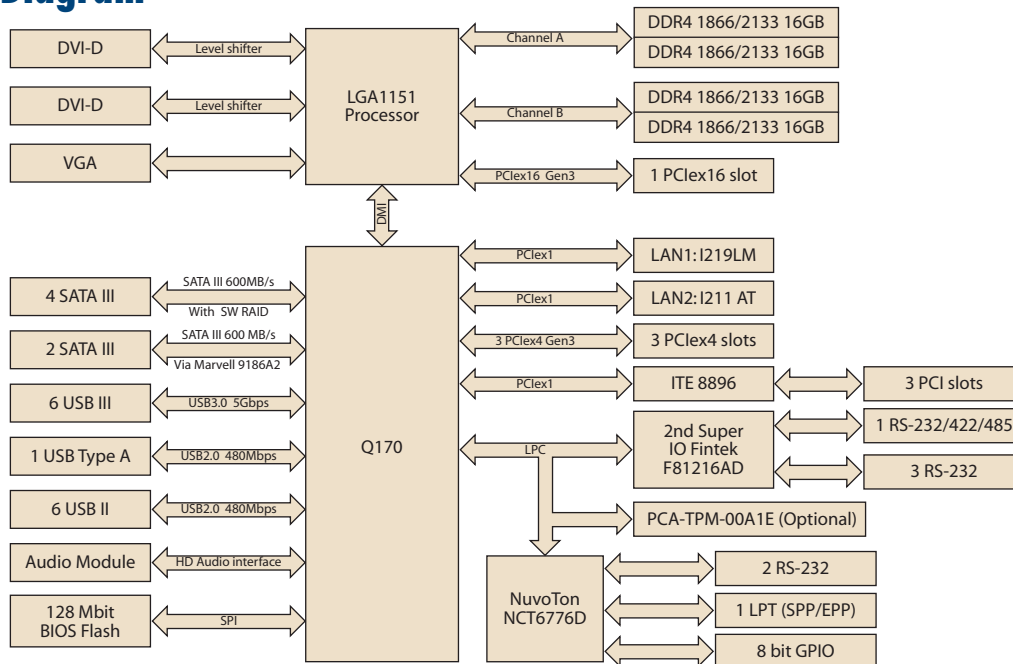 Diagram
DVI-D
Level shifter
DVI-D
Level shifter
VGA
LGA1151
Processor
Channel A
DDR4 1866/2133 16GB
DDR4 1866/2133 16GB
Channel B
DDR4 1866/2133 16GB
DDR4 1866/2133 16GB
PCIex16 Gen3
1 PCIex16 slot
DMI
4 SATA III
SATA III 600MB/s
With SW RAID
2 SATA III
SATA III 600 MB/s
Via Marvell 9186A2
6 USB III
USB3.0 5Gbps
1 USB Type A
USB2.0 480Mbps
6 USB II
USB2.0 480Mbps
Audio Module
HD Audio interface
128 Mbit
BIOS Flash
SPI
Q170
PCIex1
LAN1: I219LM
PCIex1
LAN2: I211 AT
3 PCIex4 Gen3
3 PCIex4 slots
PCIex1
ITE 8896
3 PCI slots
LPC
2nd Super
IO Fintek
F81216AD
1 RS-232/422/485
3 RS-232
PCA-TPM-00A1E (Optional)
NuvoTon
NCT6776D
2 RS-232
1 LPT (SPP/EPP)
8 bit GPIO